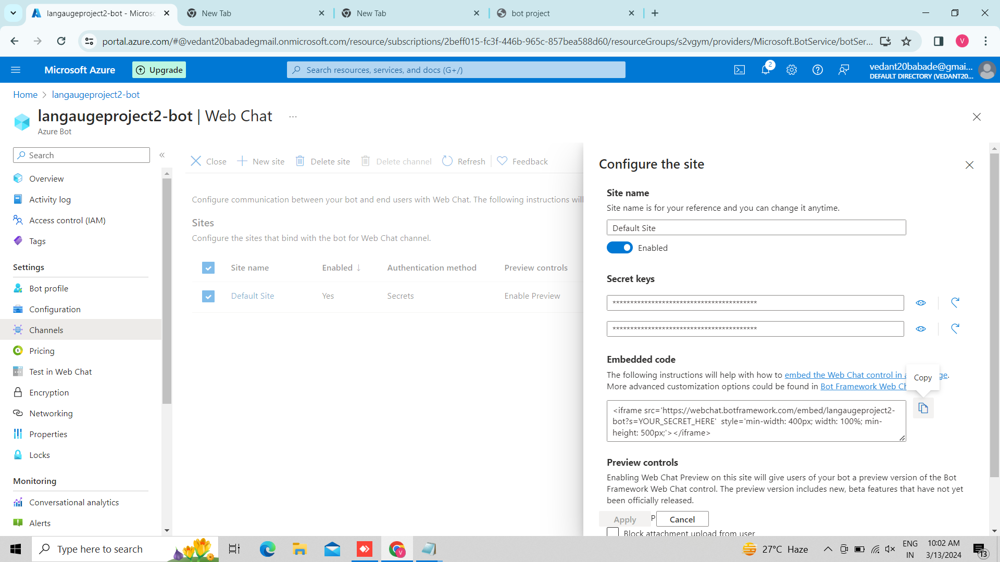 langaugeproject2-bot - Micros
New Tab
New Tab
bot project
portal.azure.com/#@vedant20babadegmail.onmicrosoft.com/resource/subscriptions/2beff015-fc3f-446b-965c-857bea588d60/resourceGroups/s2vgym/providers/Microsoft.BotService/botSer...
V
Microsoft Azure
Upgrade
Search resources, services, and docs (G+/)
2
vedant20babade@gmai...
DEFAULT DIRECTORY (VEDANT20...
Home
langaugeproject2-bot
langaugeproject2-bot | Web Chat
...
Azure Bot
Search
«
Overview
Activity log
Access control (IAM)
Tags
Settings
Bot profile
Configuration
Channels
Pricing
Test in Web Chat
Encryption
Networking
Properties
Locks
Monitoring
Conversational analytics
Alerts
Close
New site
Delete site
Delete channel
Refresh
Feedback
Configure communication between your bot and end users with Web Chat. The following instructions will
Sites
Configure the sites that bind with the bot for Web Chat channel.
Site name
Enabled ↓
Authentication method
Preview controls
Default Site
Yes
Secrets
Enable Preview
Configure the site
Site name
Site name is for your reference and you can change it anytime.
Default Site
Enabled
Secret keys
*****************************************
*****************************************
Embedded code
The following instructions will help with how to embed the Web Chat control in a ge.
More advanced customization options could be found in Bot Framework Web Ch
Copy
<iframe src='https://webchat.botframework.com/embed/langaugeproject2-
bot?s=YOUR_SECRET_HERE' style='min-width: 400px; width: 100%; min-
height: 500px;'></iframe>
Preview controls
Enabling Web Chat Preview on this site will give users of your bot a preview version of the Bot
Framework Web Chat control. The preview version includes new, beta features that have not yet
been officially released.
Apply
P
Cancel
Block attachment upload from user
Type here to search
V
27°C Haze
ENG
IN
10:02 AM
3/13/2024
13